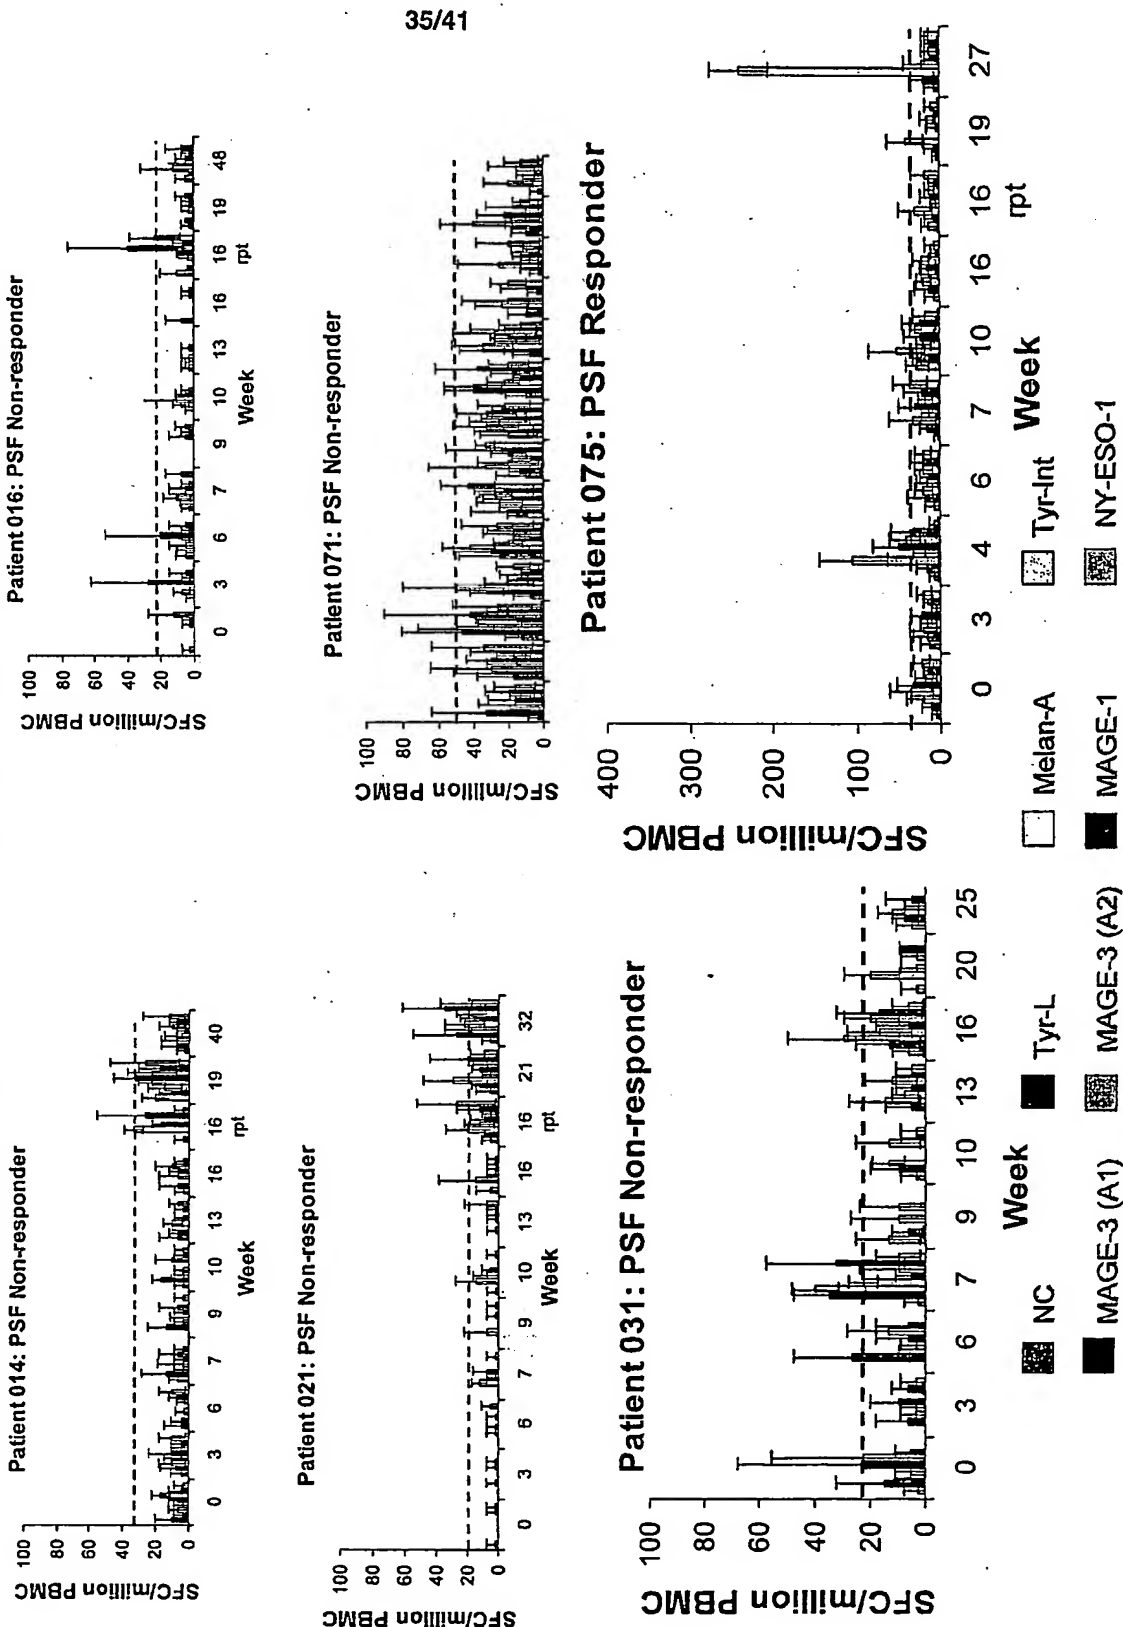 35/41
Patient 014: PSF Non-responder
SFC/million PBMC
100
80
60
40
20
0
0 3 6 7 9 10 13 16 16 19 40
rpt
Week
Patient 016: PSF Non-responder
SFC/million PBMC
100
80
60
40
20
0
0 3 6 7 9 10 13 16 16 19 48
rpt
Week
Patient 021: PSF Non-responder
SFC/million PBMC
100
80
60
40
20
0
0 3 6 7 9 10 13 16 16 21 32
rpt
Week
Patient 071: PSF Non-responder
SFC/million PBMC
100
80
60
40
20
0
Patient 031: PSF Non-responder
SFC/million PBMC
100
80
60
40
20
0
0 3 6 7 9 10 13 16 20 25
Week
Patient 075: PSF Responder
SFC/million PBMC
400
300
200
100
0
0 3 4 6 7 10 16 16 19 27
rpt
Week
NC Tyr-L Melan-A Tyr-Int
MAGE-3 (A1) MAGE-3 (A2) MAGE-1 NY-ESO-1